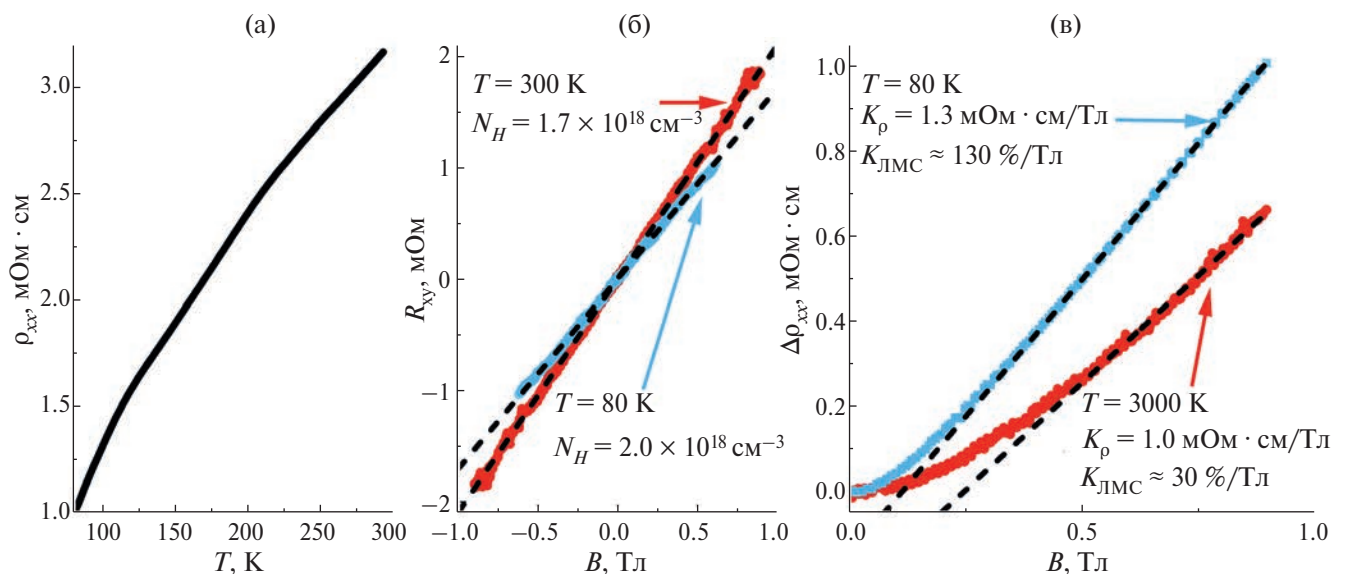 (а)
3.0
2.5
2.0
1.5
1.0
100
150
200
250
300
ρxx, мОм · см
T, К
(б)
2
1
0
−1
−2
−1.0
−0.5
0.0
0.5
1.0
Rxy, мОм
B, Тл
T = 300 К
NH = 1.7 × 10¹⁸ см⁻³
T = 80 К
NH = 2.0 × 10¹⁸ см⁻³
(в)
1.0
0.8
0.6
0.4
0.2
0.0
0.0
0.5
1.0
Δρxx, мОм · см
B, Тл
T = 80 К
Kρ = 1.3 мОм · см/Тл
KЛМС ≈ 130 %/Тл
T = 3000 К
Kρ = 1.0 мОм · см/Тл
KЛМС ≈ 30 %/Тл